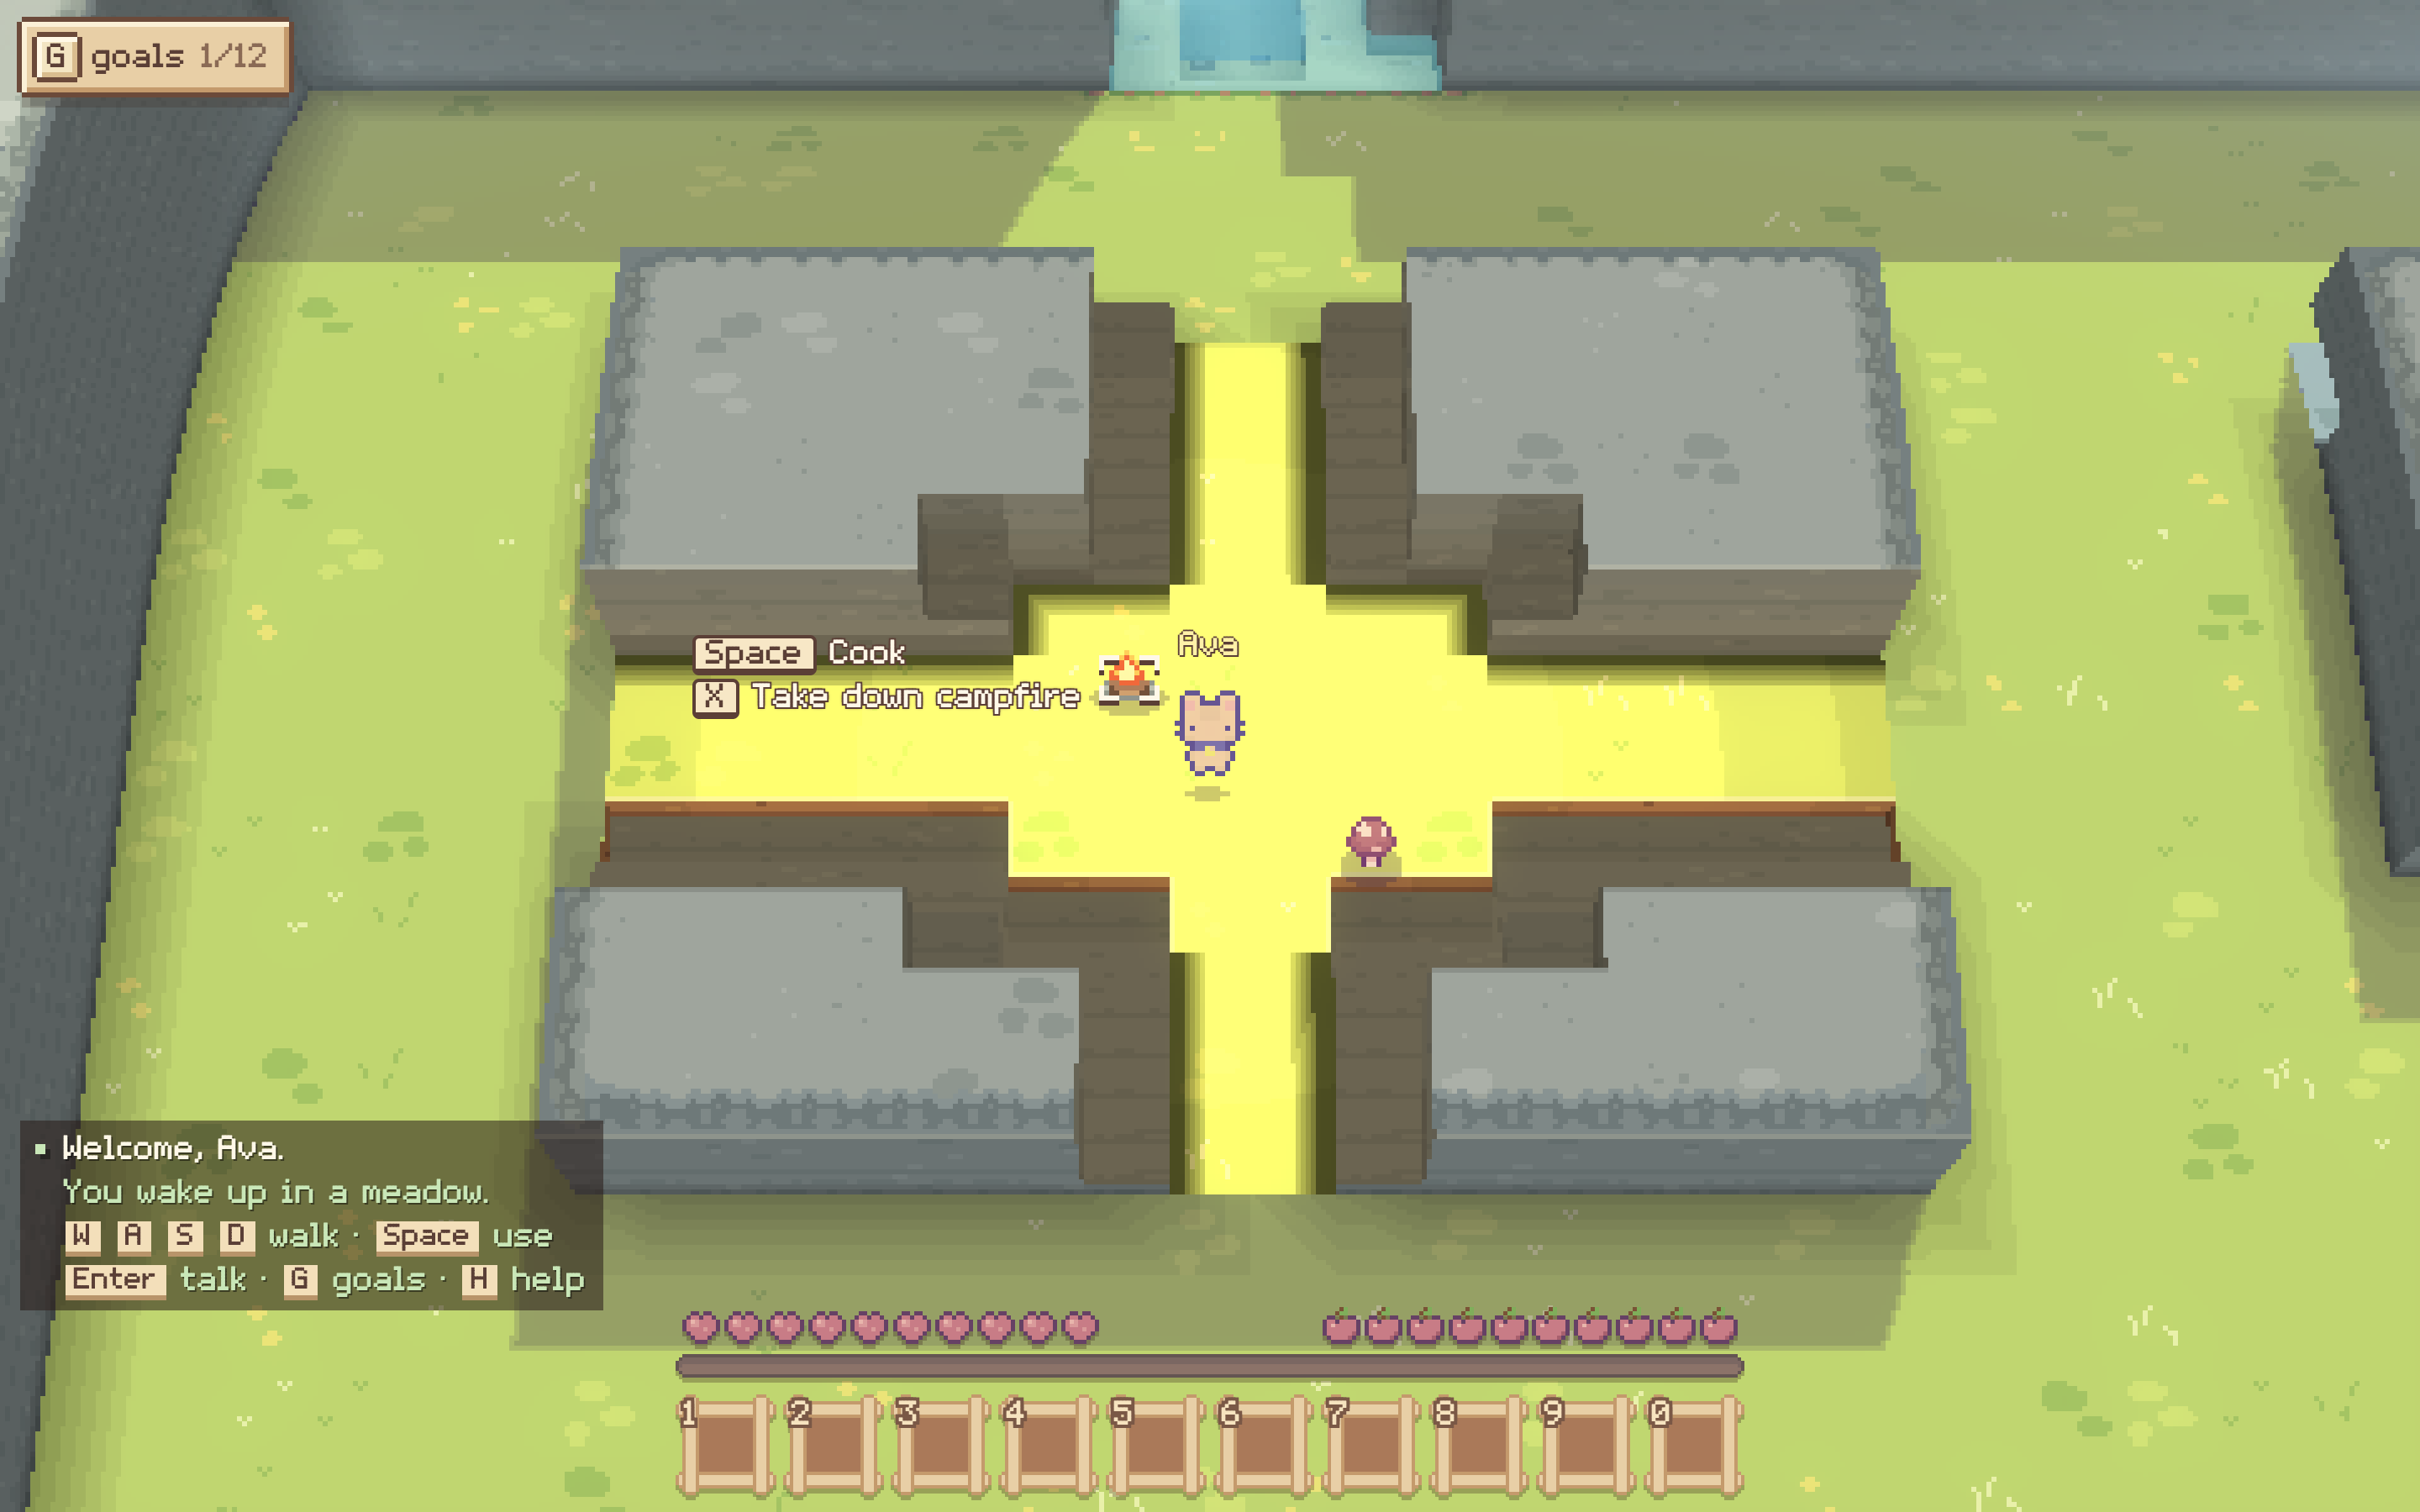 G goals 1/12
Ava
Space Cook
X Take down campfire
Welcome, Ava.
You wake up in a meadow.
W A S D walk · Space use
Enter talk · G goals · H help
1 2 3 4 5 6 7 8 9 0